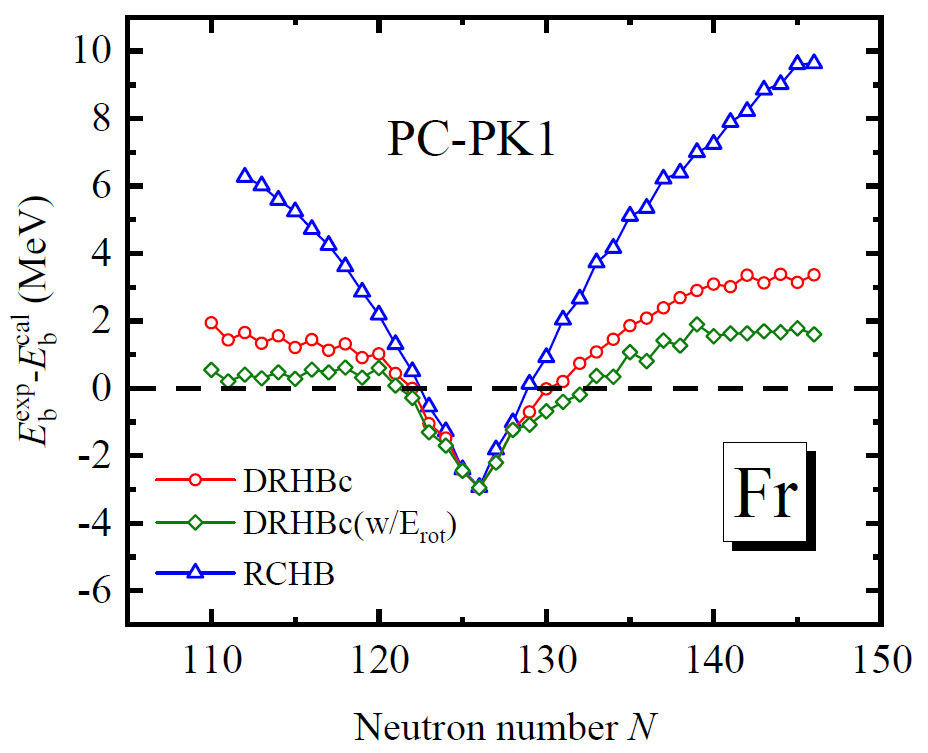 10
8
6
4
2
0
-2
-4
-6
E_b^exp-E_b^cal (MeV)
PC-PK1
DRHBc
DRHBc(w/E_rot)
RCHB
Fr
110 120 130 140 150
Neutron number N